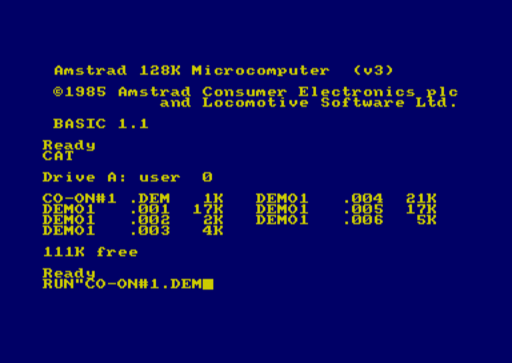 Amstrad 128K Microcomputer  (v3)
©1985 Amstrad Consumer Electronics plc
and Locomotive Software Ltd.
BASIC 1.1
Ready
CAT
Drive A: user  0
CO-ON#1 .DEM   1K   DEMO1   .004  21K
DEMO1   .001  17K   DEMO1   .005  17K
DEMO1   .002   2K   DEMO1   .006   5K
DEMO1   .003   4K
111K free
Ready
RUN"CO-ON#1.DEM